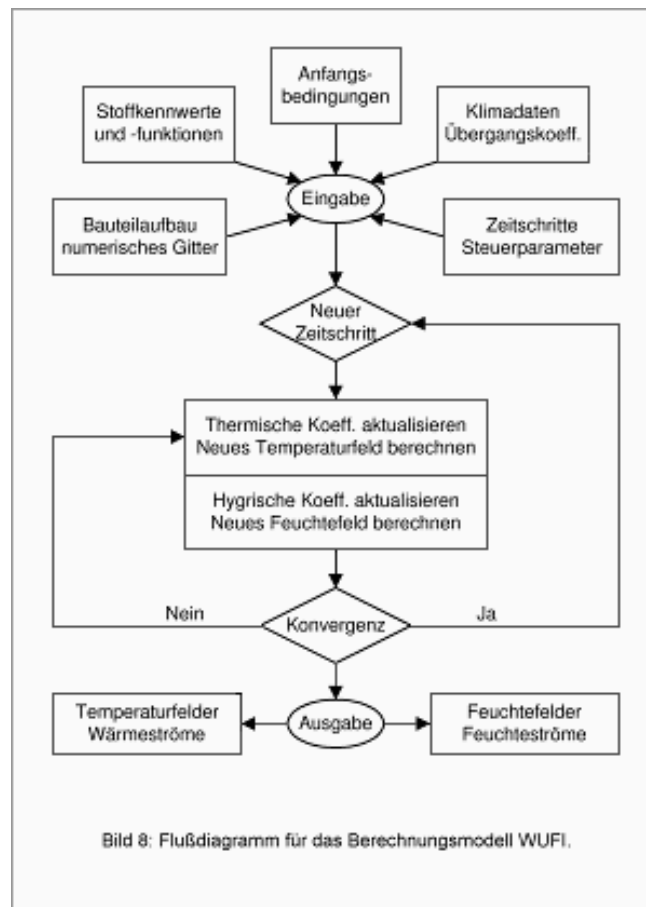 Anfangs-
bedingungen
Stoffkennwerte
und -funktionen
Klimadaten
Übergangskoeff.
Eingabe
Bauteilaufbau
numerisches Gitter
Zeitschritte
Steuerparameter
Neuer
Zeitschritt
Thermische Koeff. aktualisieren
Neues Temperaturfeld berechnen
Hygrische Koeff. aktualisieren
Neues Feuchtefeld berechnen
Nein
Konvergenz
Ja
Temperaturfelder
Wärmeströme
Ausgabe
Feuchtefelder
Feuchteströme
Bild 8: Flußdiagramm für das Berechnungsmodell WUFI.